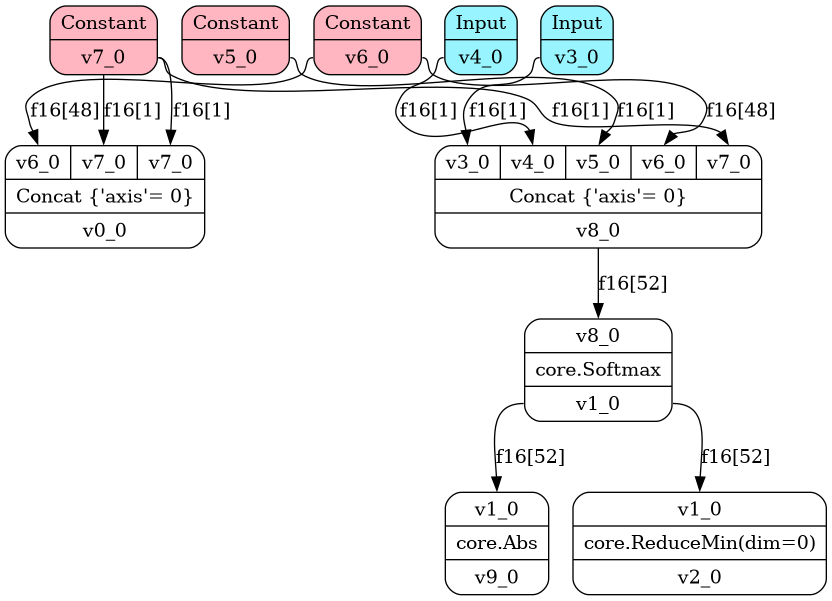 Constant Constant Constant Input Input
v7_0 v5_0 v6_0 v4_0 v3_0
f16[48] f16[1] f16[1] f16[1] f16[1] f16[1] f16[1] f16[48]
v6_0 v7_0 v7_0 v3_0 v4_0 v5_0 v6_0 v7_0
Concat {'axis'= 0} Concat {'axis'= 0}
v0_0 v8_0
f16[52]
v8_0
core.Softmax
v1_0
f16[52] f16[52]
v1_0 v1_0
core.Abs core.ReduceMin(dim=0)
v9_0 v2_0